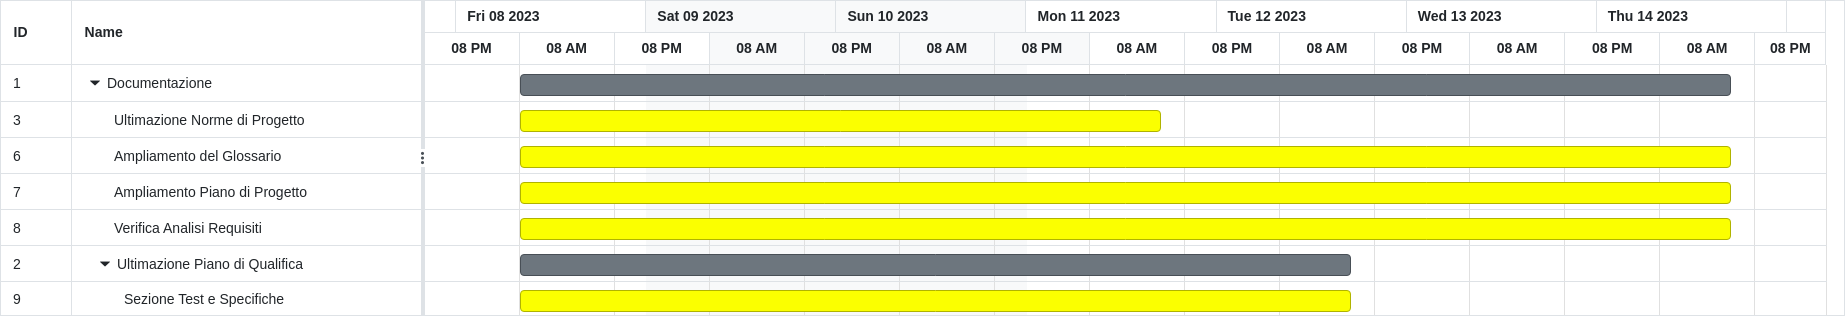 ID Name Fri 08 2023 Sat 09 2023 Sun 10 2023 Mon 11 2023 Tue 12 2023 Wed 13 2023 Thu 14 2023
08 PM 08 AM 08 PM 08 AM 08 PM 08 AM 08 PM 08 AM 08 PM 08 AM 08 PM 08 AM 08 PM 08 AM 08 PM
1 Documentazione
3 Ultimazione Norme di Progetto
6 Ampliamento del Glossario
7 Ampliamento Piano di Progetto
8 Verifica Analisi Requisiti
2 Ultimazione Piano di Qualifica
9 Sezione Test e Specifiche